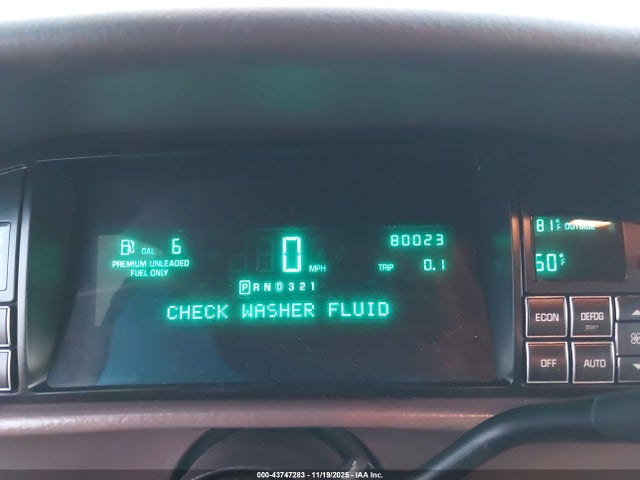 GAL 6
PREMIUM UNLEADED
FUEL ONLY
0 MPH
80023
TRIP 0.1
P R N D 3 2 1
CHECK WASHER FLUID
81°F OUTSIDE
60°F
ECON DEFOG
OFF AUTO
000-43747283 - 11/19/2025 - IAA Inc.